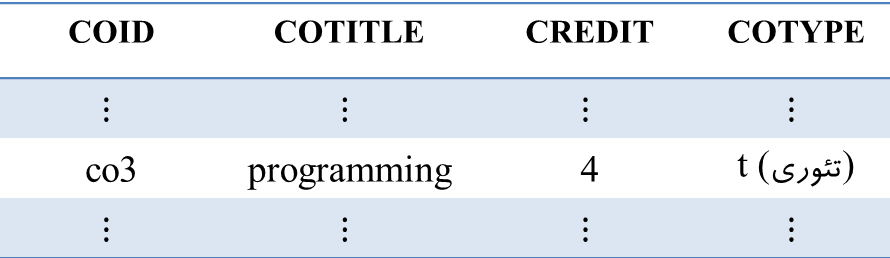 COID COTITLE CREDIT COTYPE
⋮ ⋮ ⋮ ⋮
co3 programming 4 t (تئوری)
⋮ ⋮ ⋮ ⋮